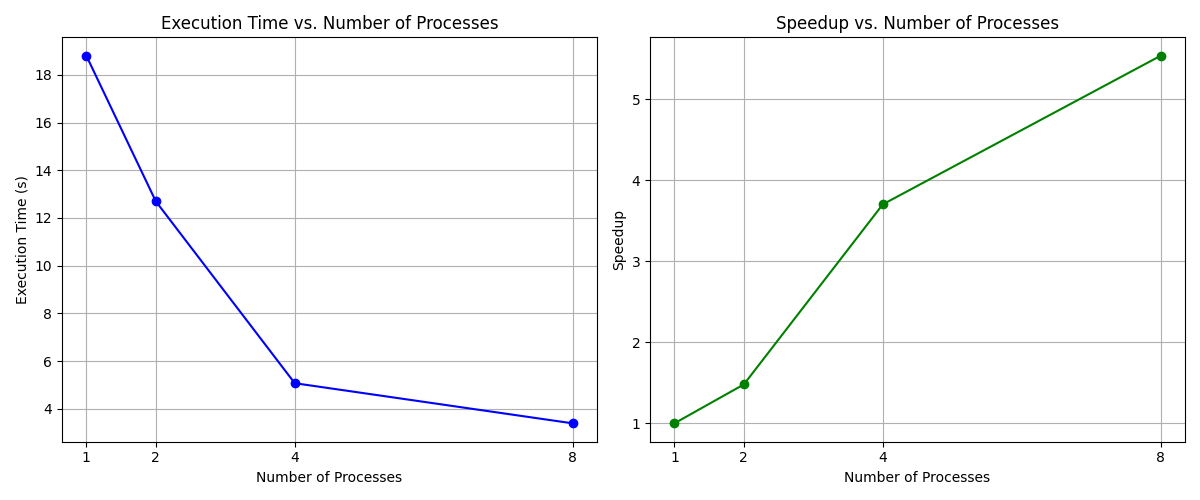 Execution Time vs. Number of Processes
18
16
14
12
10
8
6
4
Execution Time (s)
1 2 4 8
Number of Processes
Speedup vs. Number of Processes
5
4
3
2
1
Speedup
1 2 4 8
Number of Processes